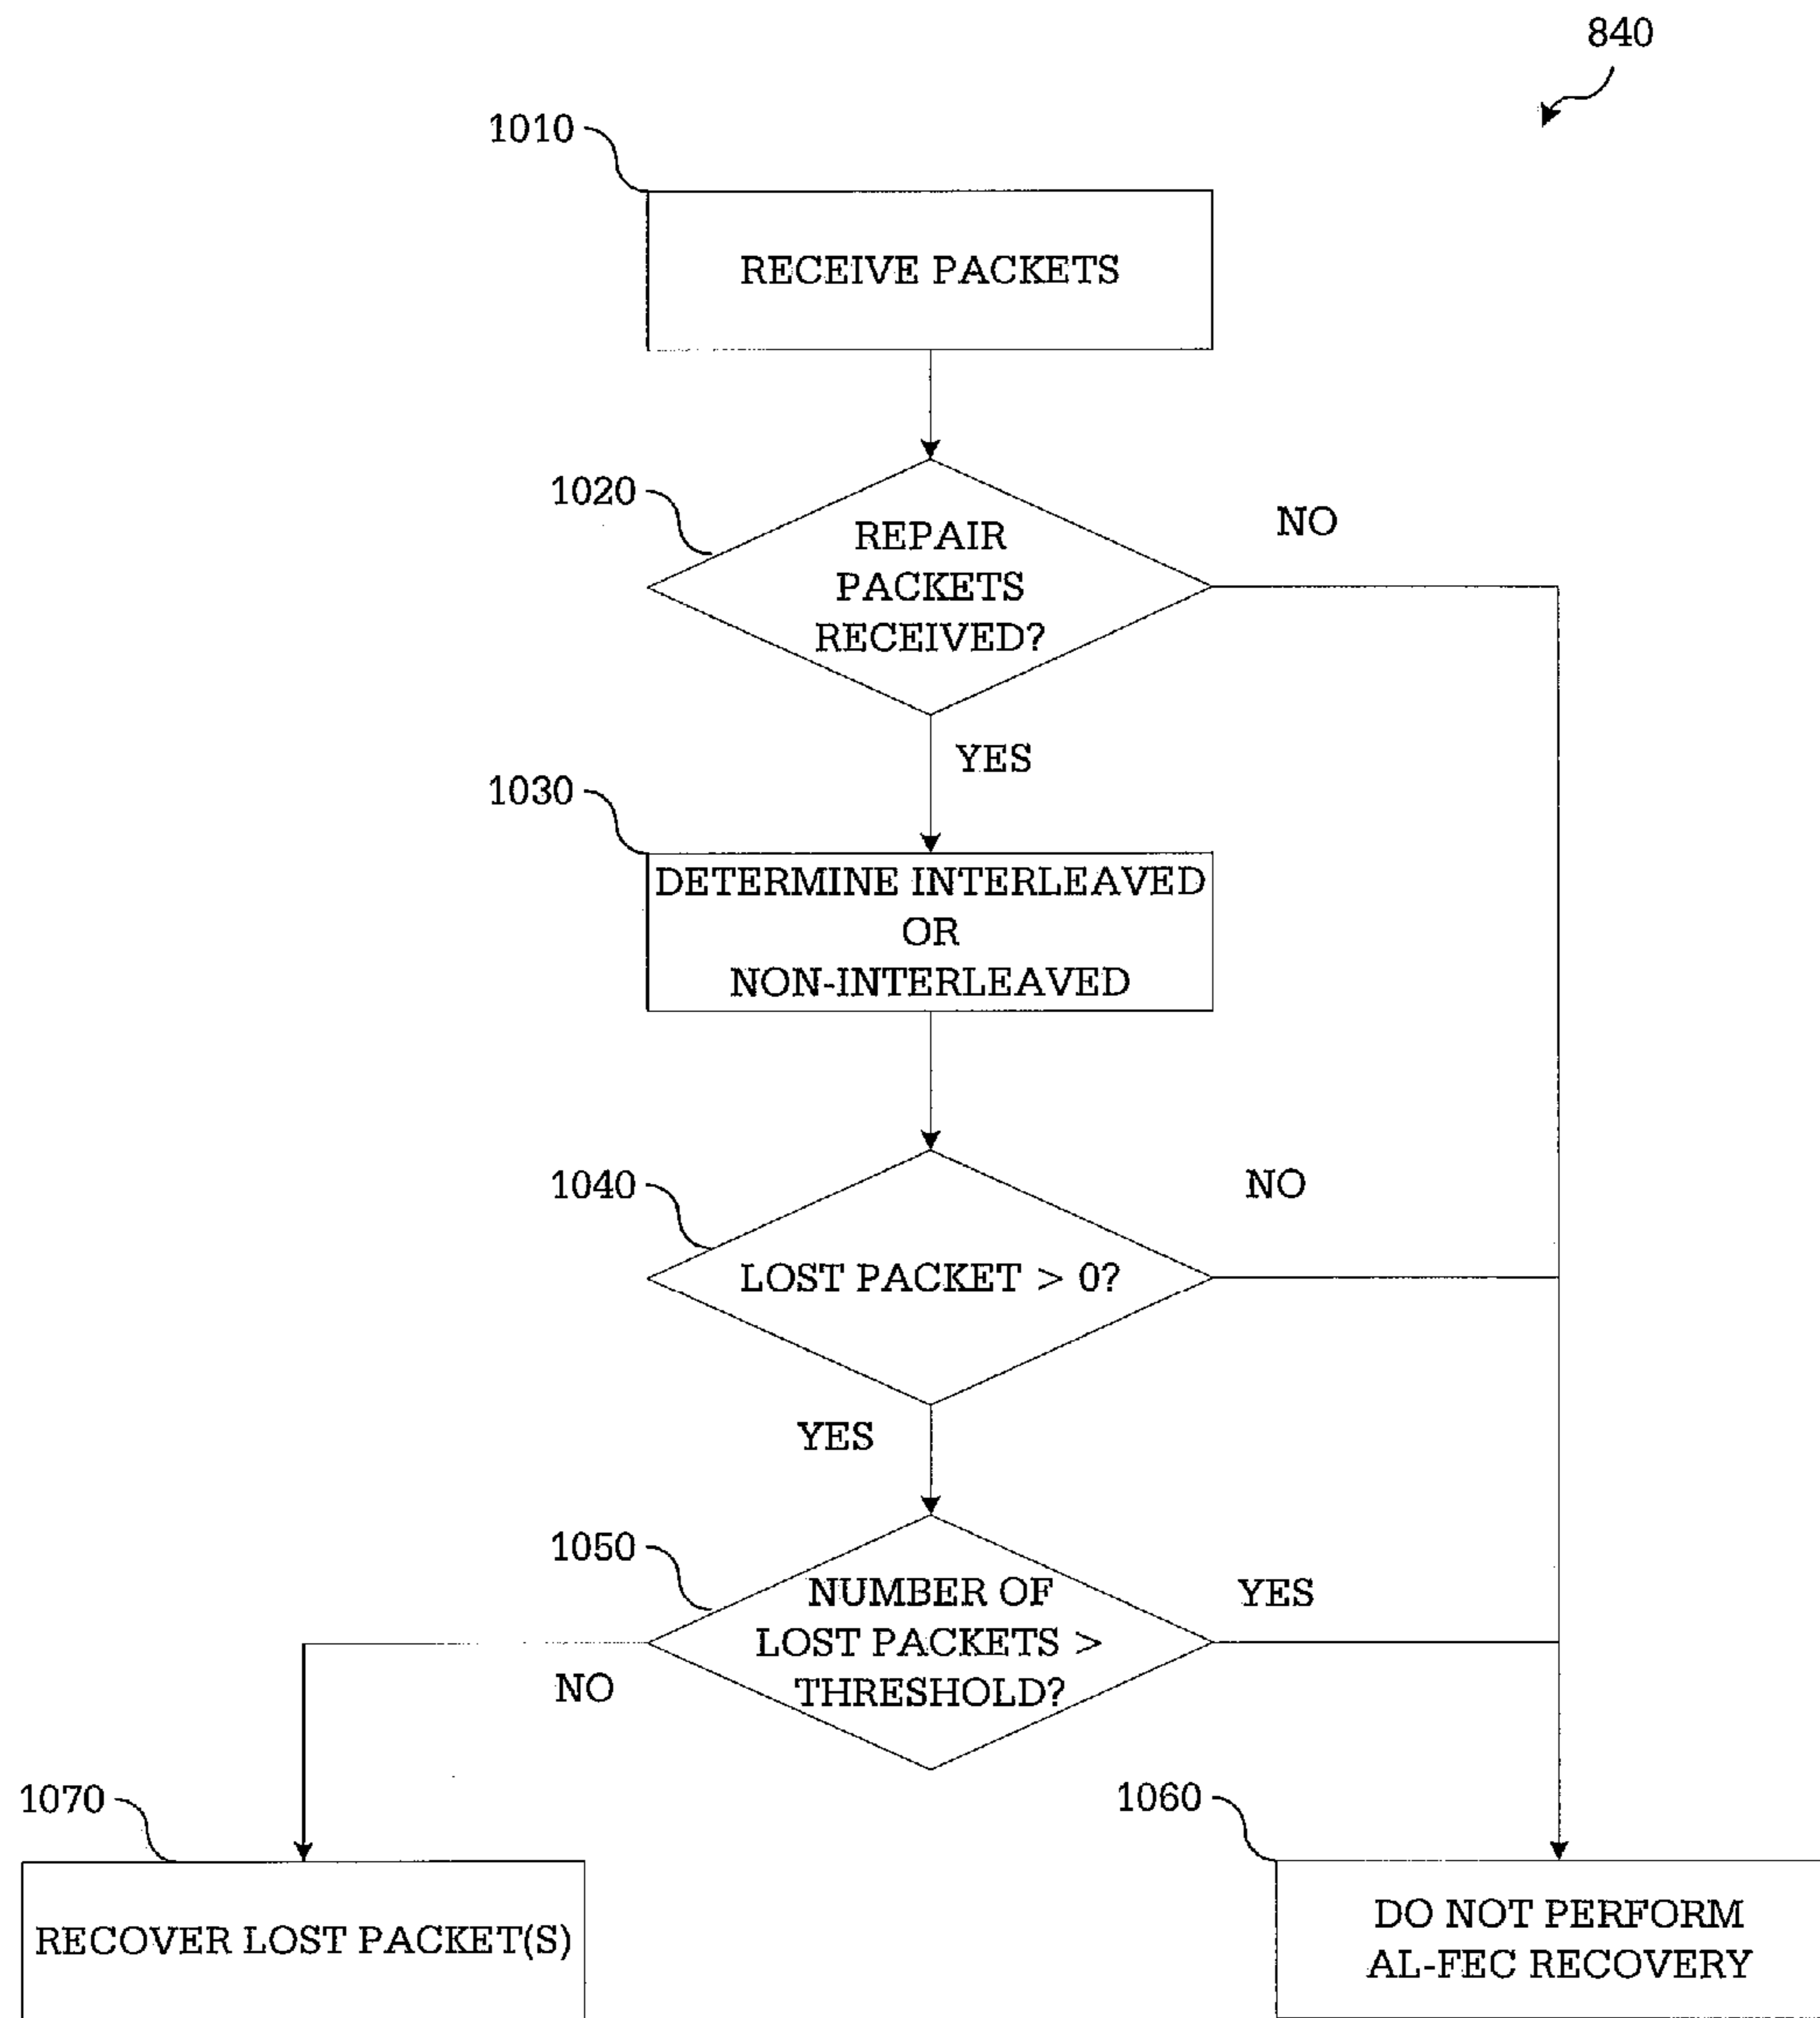 840
1010
RECEIVE PACKETS
1020
REPAIR
PACKETS
RECEIVED?
NO
YES
1030
DETERMINE INTERLEAVED
OR
NON-INTERLEAVED
1040
LOST PACKET > 0?
NO
YES
1050
NUMBER OF
LOST PACKETS >
THRESHOLD?
YES
NO
1070
RECOVER LOST PACKET(S)
1060
DO NOT PERFORM
AL-FEC RECOVERY